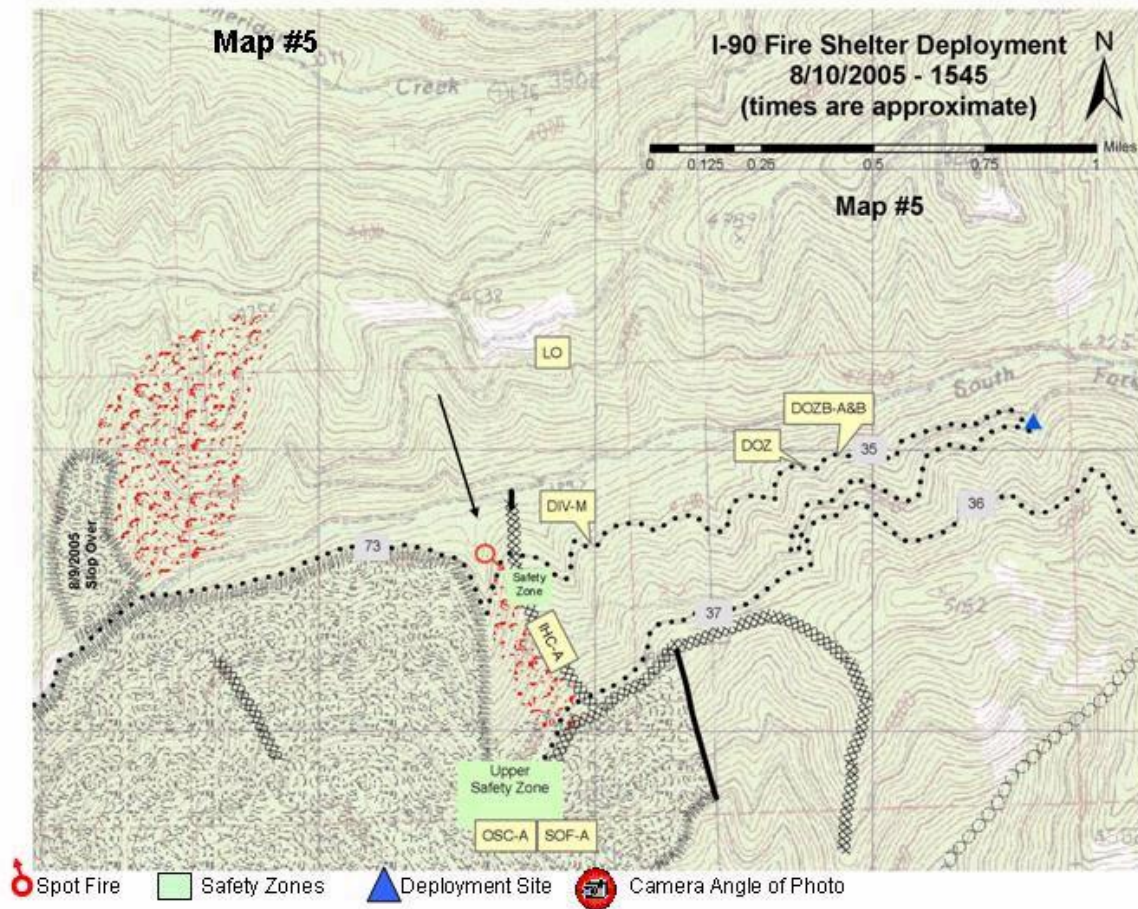 Map #5
I-90 Fire Shelter Deployment
8/10/2005 - 1545
(times are approximate)
N
Miles
0 0.125 0.25 0.5 0.75 1
Map #5
Creek
4789
4638
LO
South
DOZB-A&B
DOZ
35
DIV-M
36
73
8/9/2005
Slop Over
Safety
Zone
IHC-A
37
5052
Upper
Safety Zone
OSC-A
SOF-A
Spot Fire
Safety Zones
Deployment Site
Camera Angle of Photo